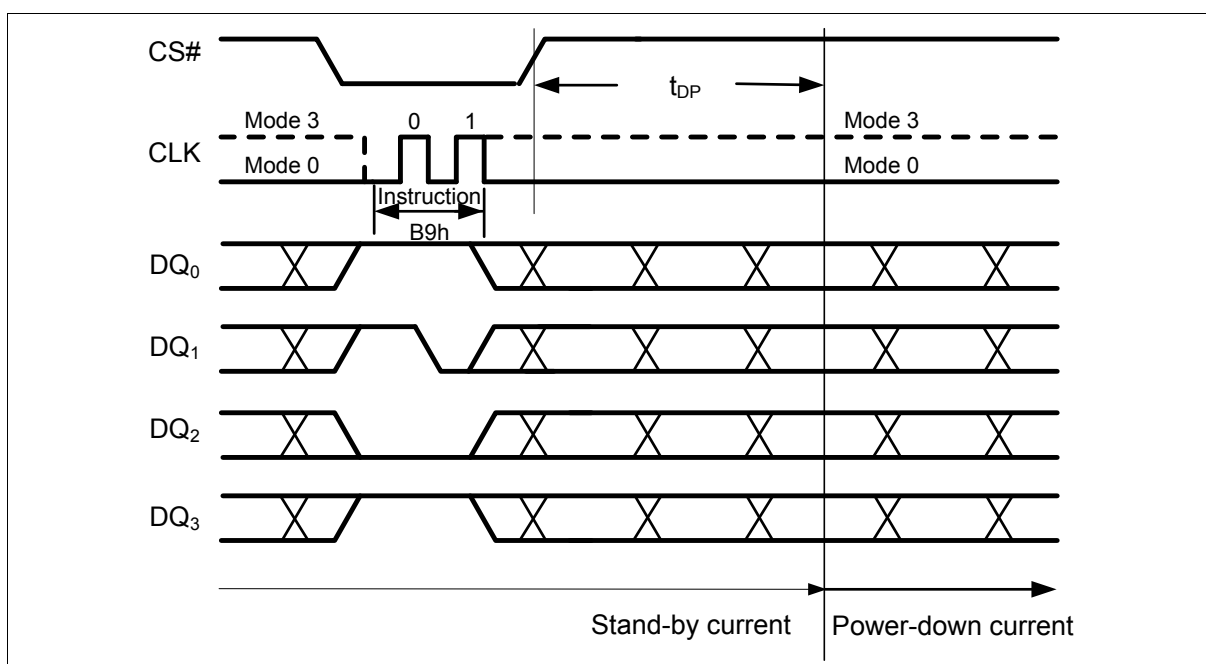 CS#
tDP
Mode 3 0 1 Mode 3
CLK
Mode 0 Mode 0
Instruction
B9h
DQ0
DQ1
DQ2
DQ3
Stand-by current Power-down current